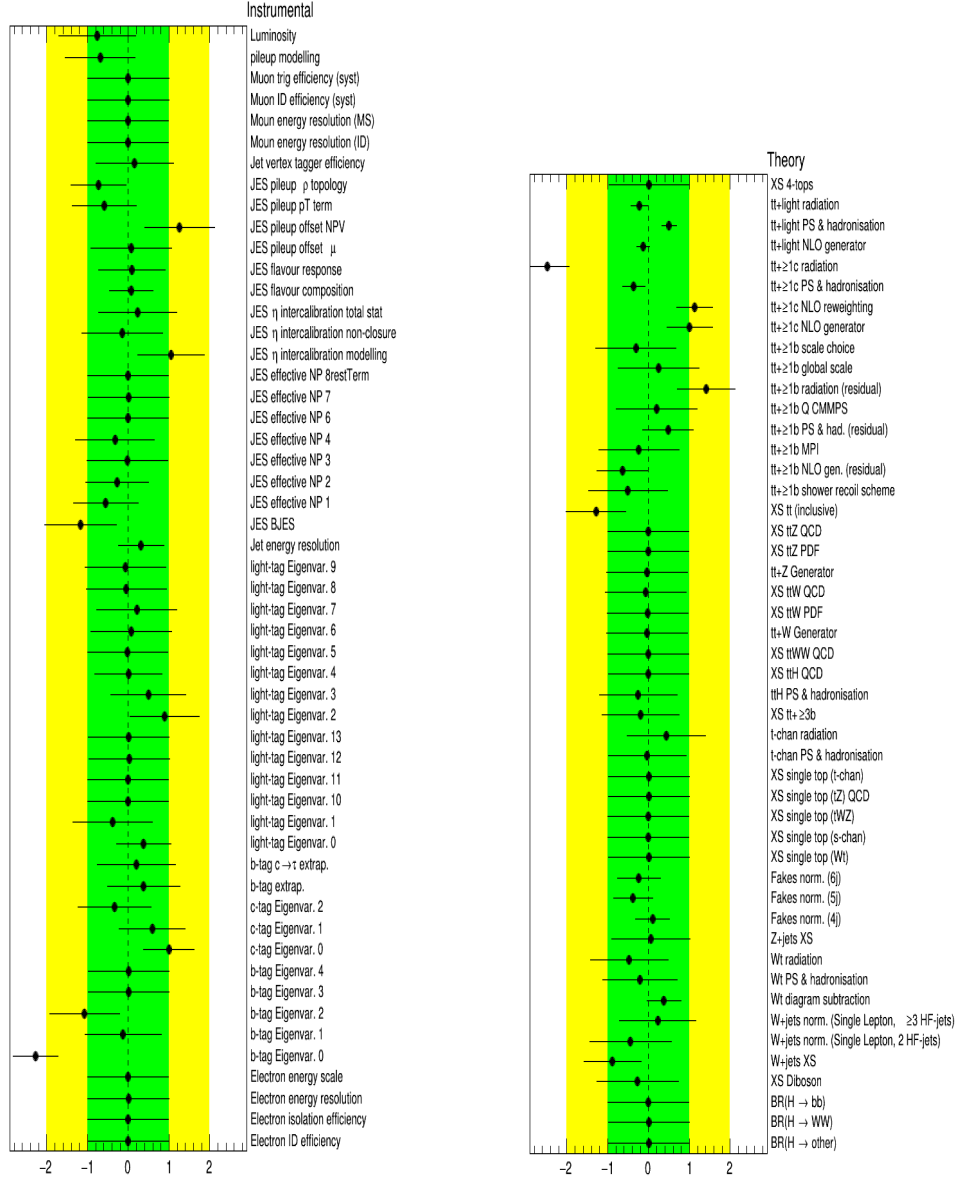 Instrumental
Luminosity
pileup modelling
Muon trig efficiency (syst)
Muon ID efficiency (syst)
Moun energy resolution (MS)
Moun energy resolution (ID)
Jet vertex tagger efficiency
JES pileup ρ topology
JES pileup pT term
JES pileup offset NPV
JES pileup offset μ
JES flavour response
JES flavour composition
JES η intercalibration total stat
JES η intercalibration non-closure
JES η intercalibration modelling
JES effective NP 8restTerm
JES effective NP 7
JES effective NP 6
JES effective NP 4
JES effective NP 3
JES effective NP 2
JES effective NP 1
JES BJES
Jet energy resolution
light-tag Eigenvar. 9
light-tag Eigenvar. 8
light-tag Eigenvar. 7
light-tag Eigenvar. 6
light-tag Eigenvar. 5
light-tag Eigenvar. 4
light-tag Eigenvar. 3
light-tag Eigenvar. 2
light-tag Eigenvar. 13
light-tag Eigenvar. 12
light-tag Eigenvar. 11
light-tag Eigenvar. 10
light-tag Eigenvar. 1
light-tag Eigenvar. 0
b-tag c→τ extrap.
b-tag extrap.
c-tag Eigenvar. 2
c-tag Eigenvar. 1
c-tag Eigenvar. 0
b-tag Eigenvar. 4
b-tag Eigenvar. 3
b-tag Eigenvar. 2
b-tag Eigenvar. 1
b-tag Eigenvar. 0
Electron energy scale
Electron energy resolution
Electron isolation efficiency
Electron ID efficiency
−2 −1 0 1 2
Theory
XS 4-tops
tt+light radiation
tt+light PS & hadronisation
tt+light NLO generator
tt+≥1c radiation
tt+≥1c PS & hadronisation
tt+≥1c NLO reweighting
tt+≥1c NLO generator
tt+≥1b scale choice
tt+≥1b global scale
tt+≥1b radiation (residual)
tt+≥1b Q CMMPS
tt+≥1b PS & had. (residual)
tt+≥1b MPI
tt+≥1b NLO gen. (residual)
tt+≥1b shower recoil scheme
XS tt (inclusive)
XS ttZ QCD
XS ttZ PDF
tt+Z Generator
XS ttW QCD
XS ttW PDF
tt+W Generator
XS ttWW QCD
XS ttH QCD
ttH PS & hadronisation
XS tt+≥3b
t-chan radiation
t-chan PS & hadronisation
XS single top (t-chan)
XS single top (tZ) QCD
XS single top (tWZ)
XS single top (s-chan)
XS single top (Wt)
Fakes norm. (6j)
Fakes norm. (5j)
Fakes norm. (4j)
Z+jets XS
Wt radiation
Wt PS & hadronisation
Wt diagram subtraction
W+jets norm. (Single Lepton, ≥3 HF-jets)
W+jets norm. (Single Lepton, 2 HF-jets)
W+jets XS
XS Diboson
BR(H → bb)
BR(H → WW)
BR(H → other)
−2 −1 0 1 2